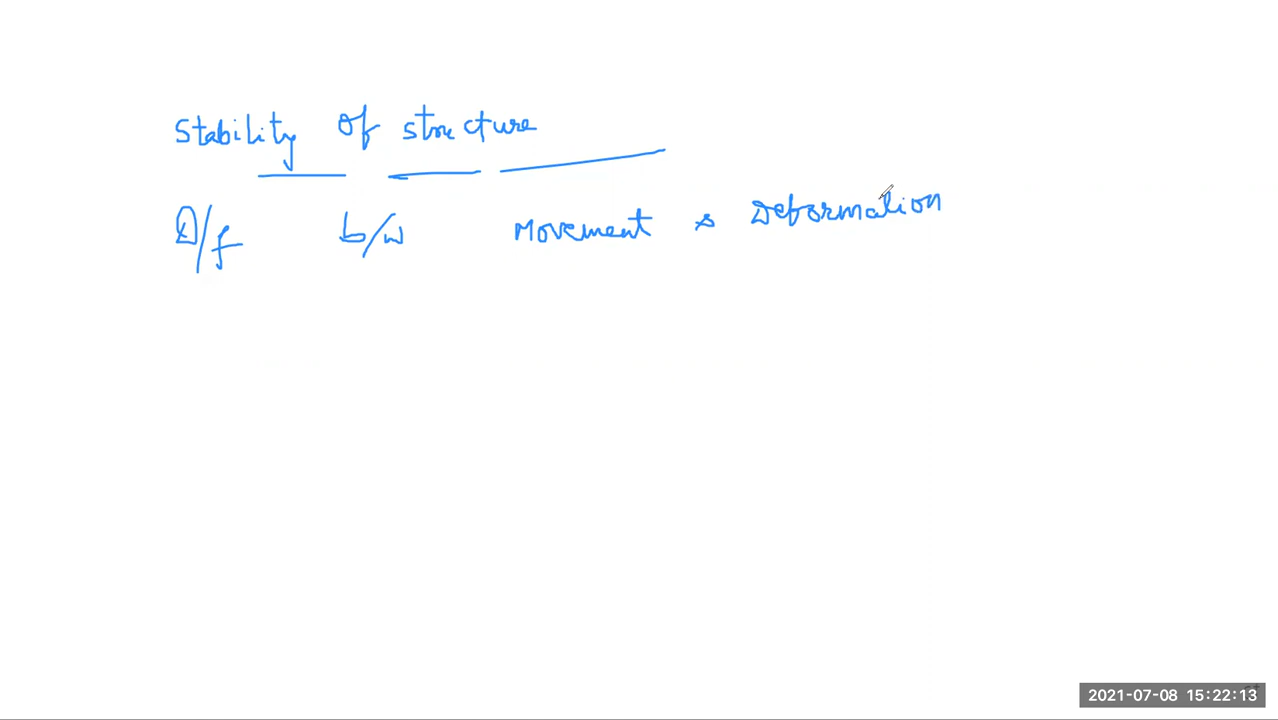 Stability of structure
D/f b/w Movement & Deformation
2021-07-08 15:22:13